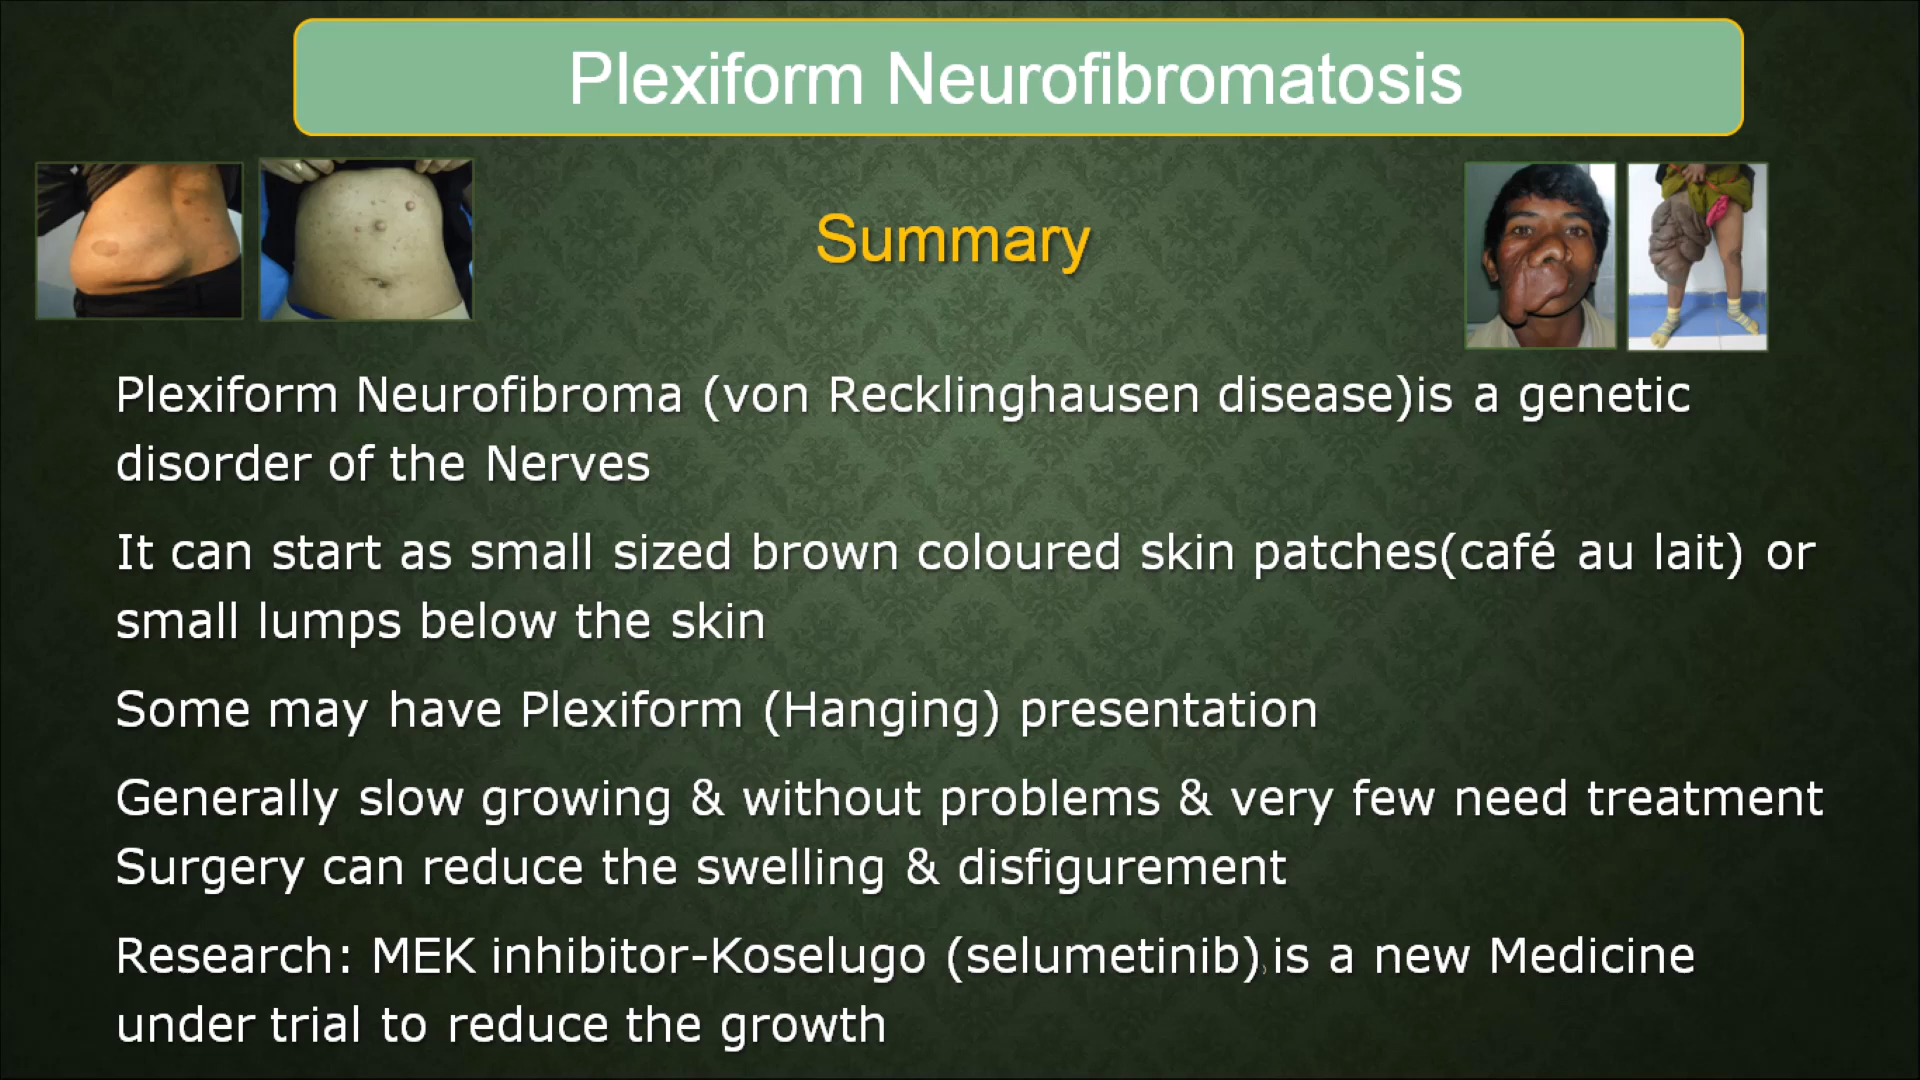 Plexiform Neurofibromatosis
Summary
Plexiform Neurofibroma (von Recklinghausen disease)is a genetic
disorder of the Nerves
It can start as small sized brown coloured skin patches(café au lait) or
small lumps below the skin
Some may have Plexiform (Hanging) presentation
Generally slow growing & without problems & very few need treatment
Surgery can reduce the swelling & disfigurement
Research: MEK inhibitor-Koselugo (selumetinib),is a new Medicine
under trial to reduce the growth